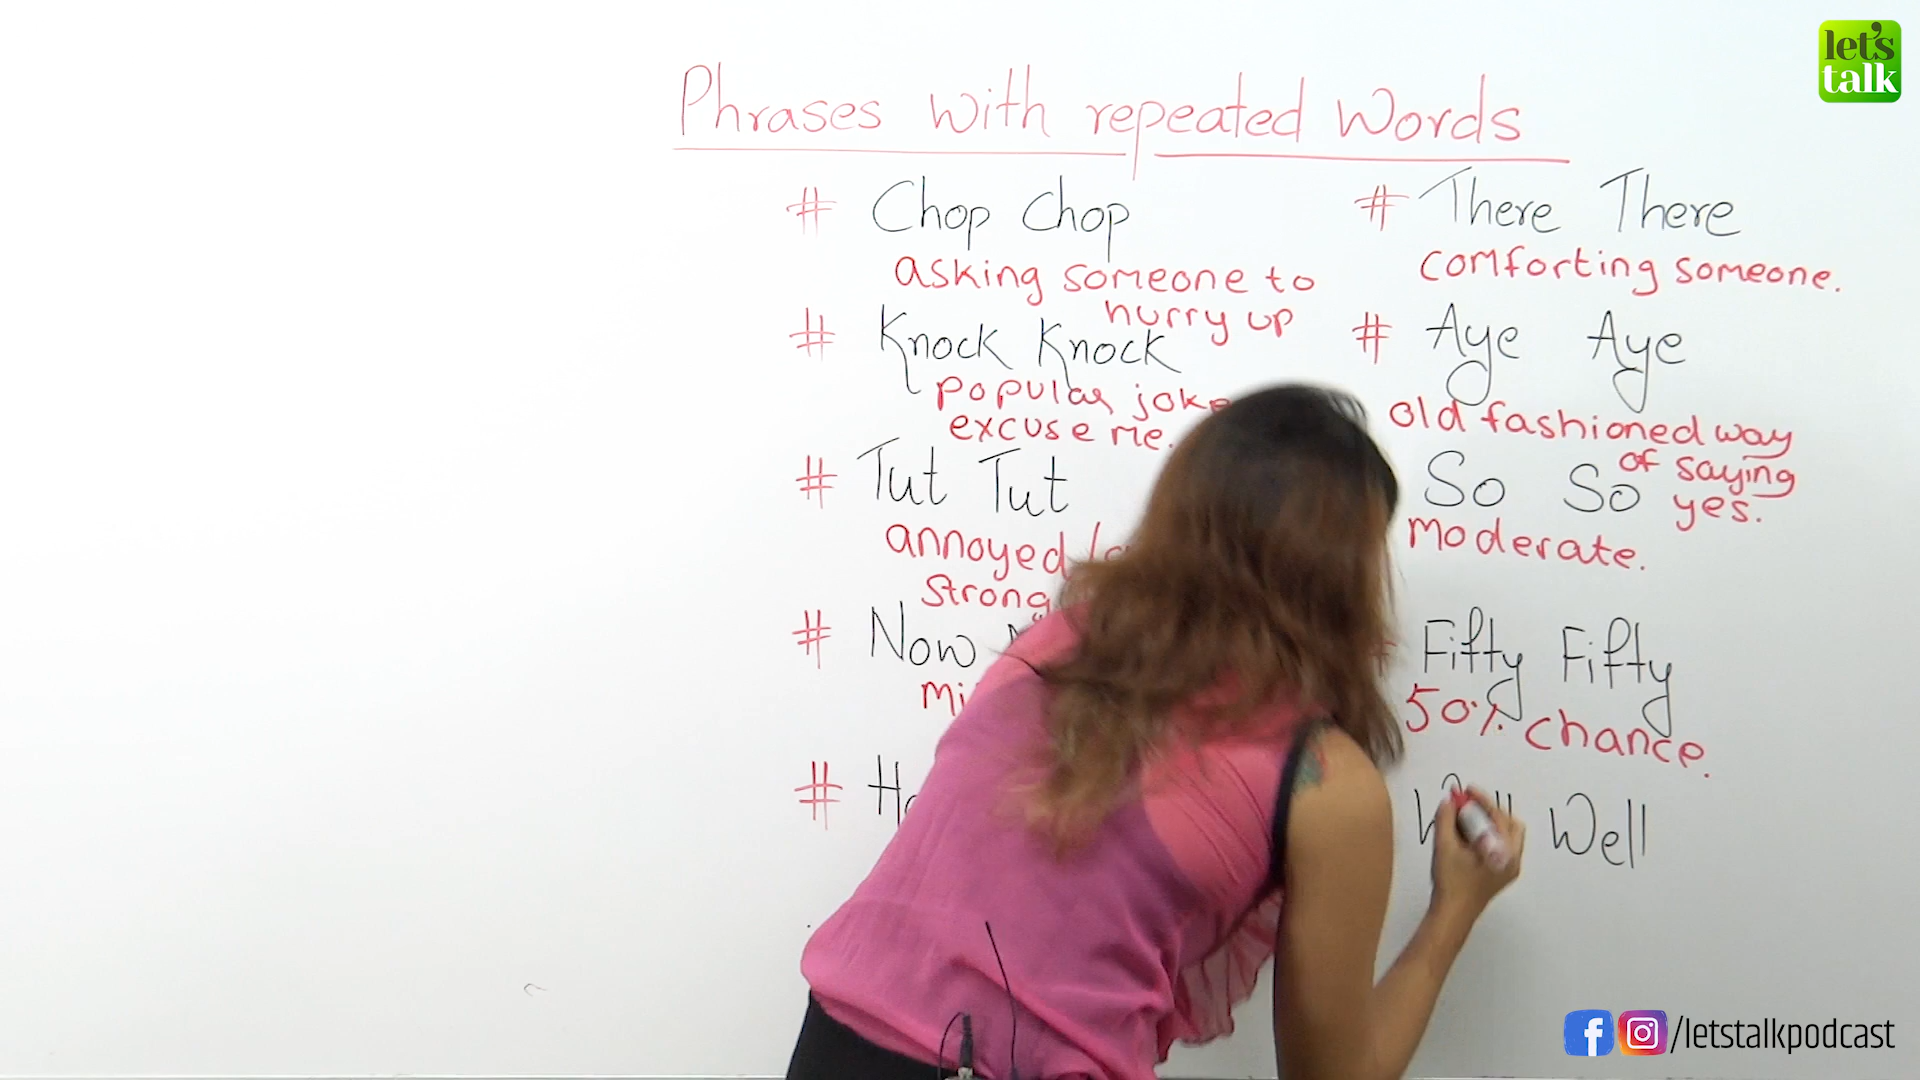 let's
talk
Phrases with repeated Words
# Chop Chop
asking someone to
hurry up
# Knock Knock
popular joke
excuse me.
# Tut Tut
annoyed /
strong
# Now
# 
# There There
comforting someone.
# Aye Aye
old fashioned way
of saying
yes.
So So
moderate.
Fifty Fifty
50% chance.
Well
/letstalkpodcast